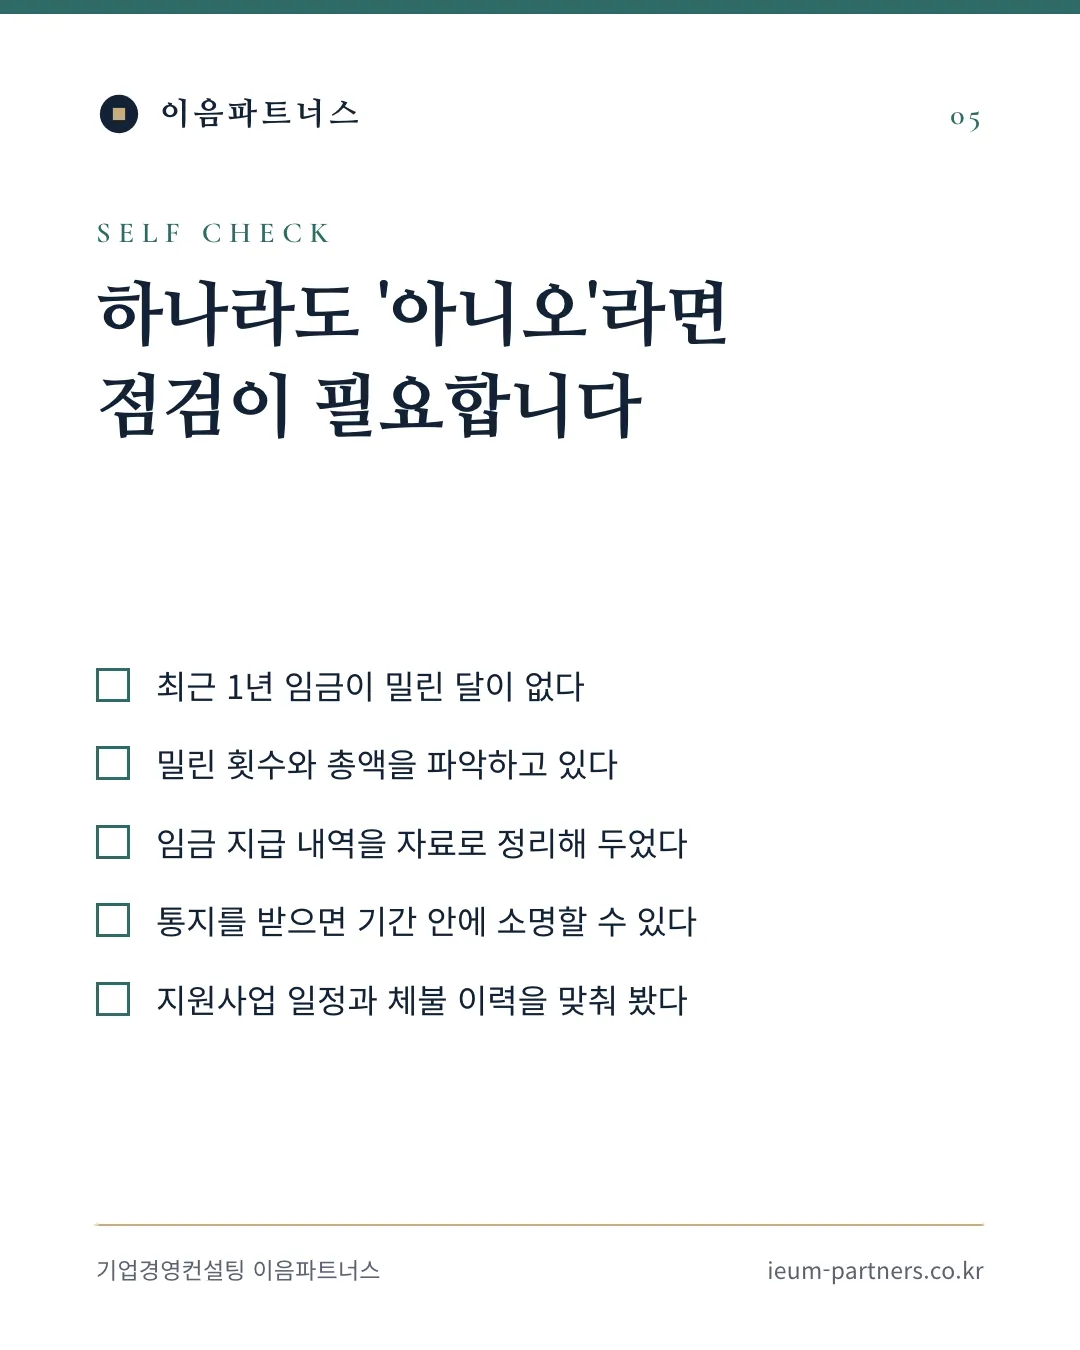 이음파트너스
05
SELF CHECK
하나라도 '아니오'라면
점검이 필요합니다
최근 1년 임금이 밀린 달이 없다
밀린 횟수와 총액을 파악하고 있다
임금 지급 내역을 자료로 정리해 두었다
통지를 받으면 기간 안에 소명할 수 있다
지원사업 일정과 체불 이력을 맞춰 봤다
기업경영컨설팅 이음파트너스
ieum-partners.co.kr